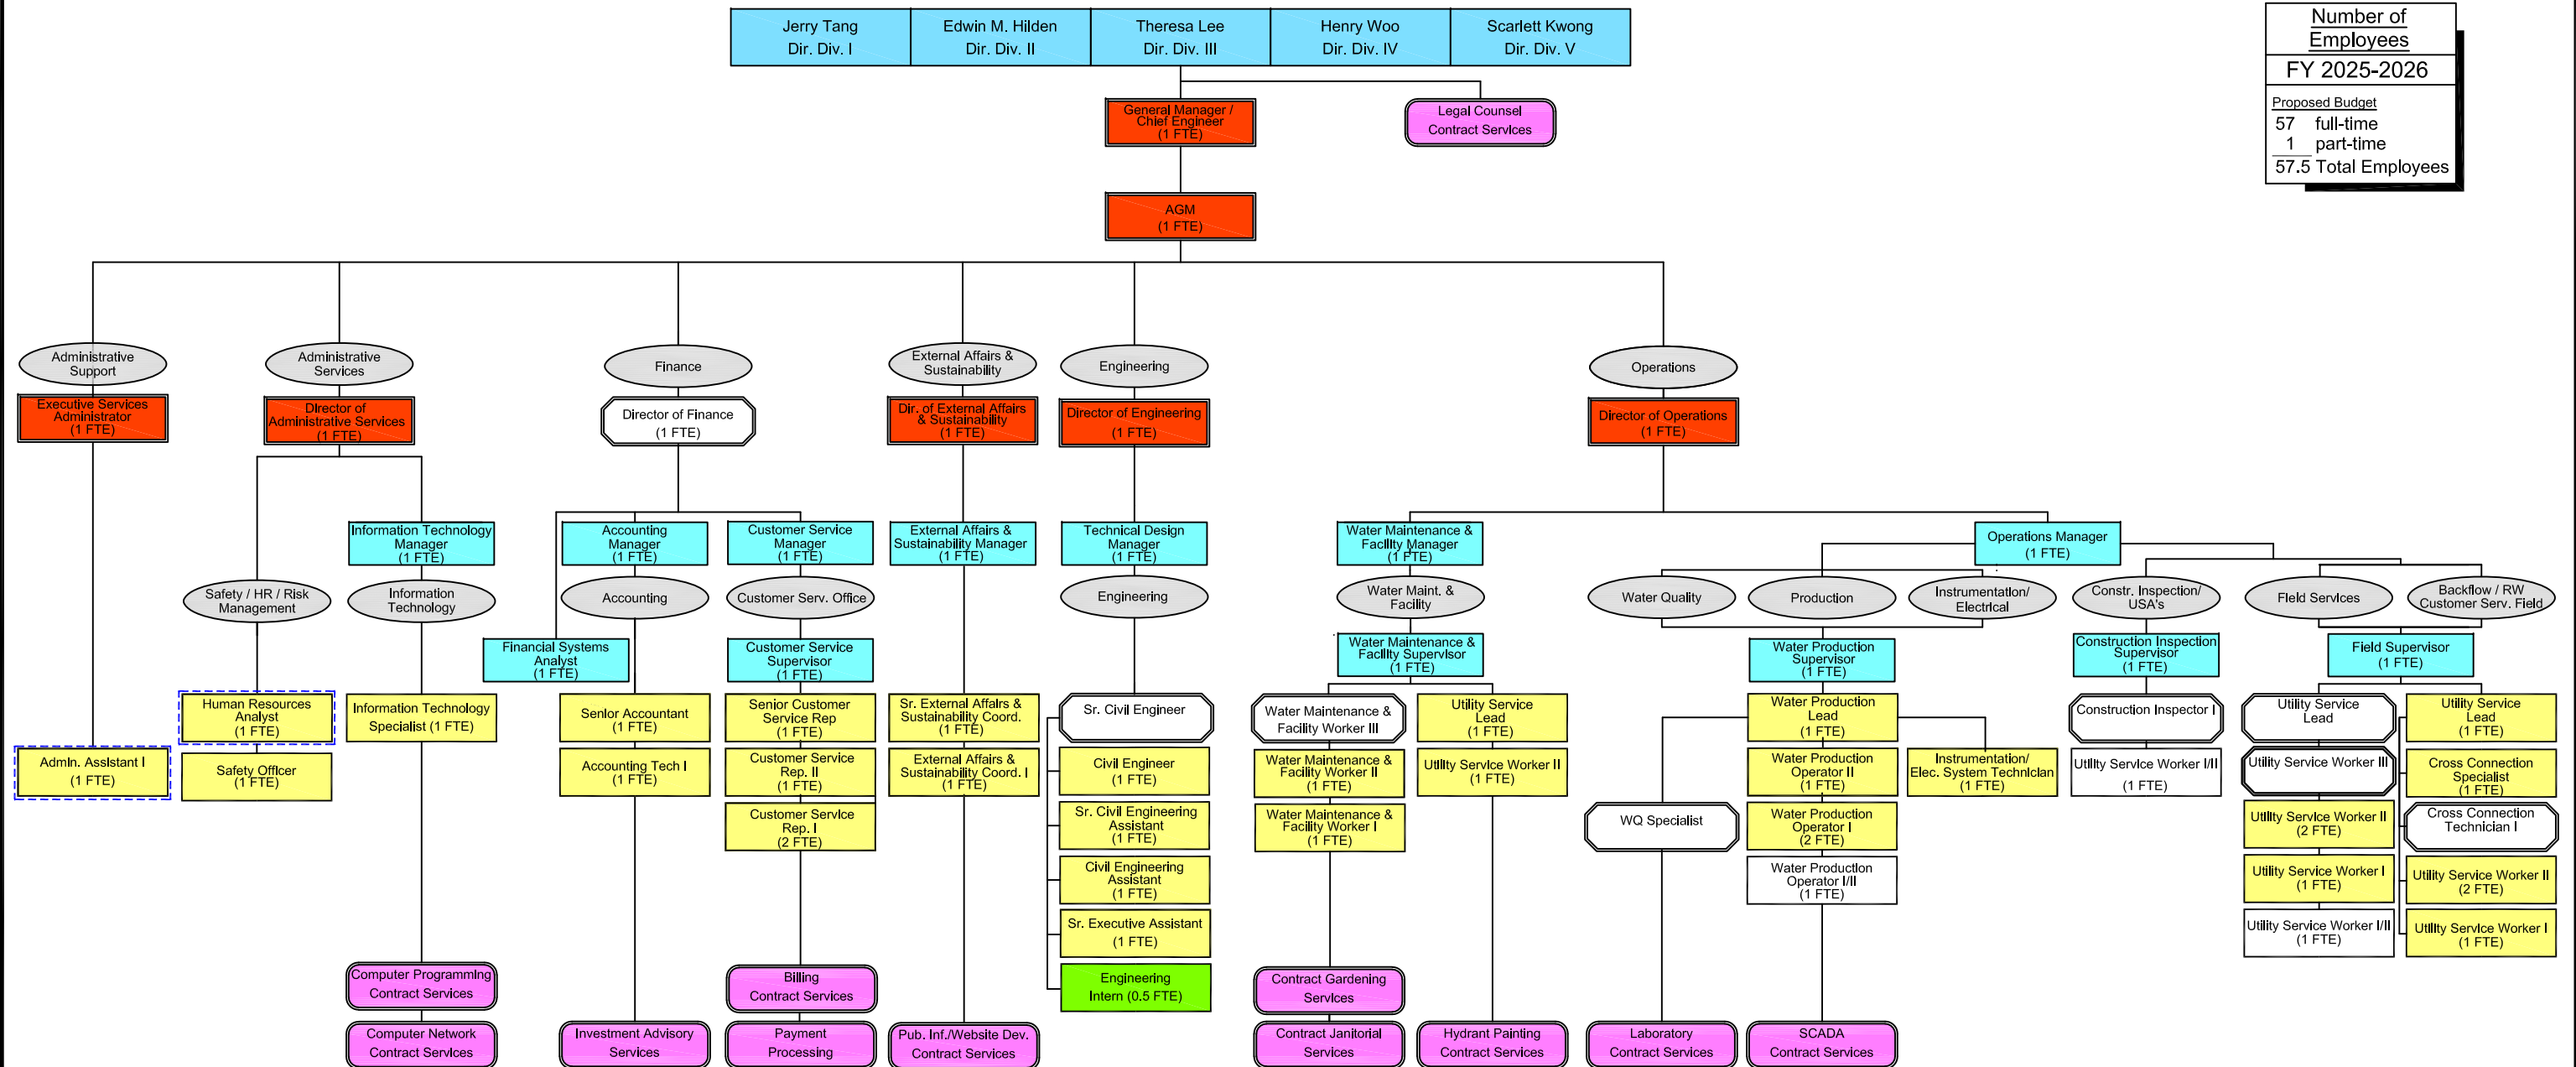 Jerry Tang
Dir. Div. I
Edwin M. Hilden
Dir. Div. II
Theresa Lee
Dir. Div. III
Henry Woo
Dir. Div. IV
Scarlett Kwong
Dir. Div. V
Number of
Employees
FY 2025-2026
Proposed Budget
57 full-time
1 part-time
57.5 Total Employees
General Manager /
Chief Engineer
(1 FTE)
Legal Counsel
Contract Services
AGM
(1 FTE)
Administrative
Support
Executive Services
Administrator
(1 FTE)
Admin. Assistant I
(1 FTE)
Administrative
Services
Director of
Administrative Services
(1 FTE)
Safety / HR / Risk
Management
Human Resources
Analyst
(1 FTE)
Safety Officer
(1 FTE)
Information Technology
Manager
(1 FTE)
Information
Technology
Information Technology
Specialist (1 FTE)
Computer Programming
Contract Services
Computer Network
Contract Services
Finance
Director of Finance
(1 FTE)
Financial Systems
Analyst
(1 FTE)
Accounting
Manager
(1 FTE)
Accounting
Senior Accountant
(1 FTE)
Accounting Tech I
(1 FTE)
Investment Advisory
Services
Customer Service
Manager
(1 FTE)
Customer Serv. Office
Customer Service
Supervisor
(1 FTE)
Senior Customer
Service Rep
(1 FTE)
Customer Service
Rep. II
(1 FTE)
Customer Service
Rep. I
(2 FTE)
Billing
Contract Services
Payment
Processing
External Affairs &
Sustainability
Dir. of External Affairs
& Sustainability
(1 FTE)
External Affairs &
Sustainability Manager
(1 FTE)
Sr. External Affairs &
Sustainability Coord.
(1 FTE)
External Affairs &
Sustainability Coord. I
(1 FTE)
Pub. Inf./Website Dev.
Contract Services
Engineering
Director of Engineering
(1 FTE)
Technical Design
Manager
(1 FTE)
Engineering
Sr. Civil Engineer
Civil Engineer
(1 FTE)
Sr. Civil Engineering
Assistant
(1 FTE)
Civil Engineering
Assistant
(1 FTE)
Sr. Executive Assistant
(1 FTE)
Engineering
Intern (0.5 FTE)
Operations
Director of Operations
(1 FTE)
Water Maintenance &
Facility Manager
(1 FTE)
Water Maint. &
Facility
Water Maintenance &
Facility Supervisor
(1 FTE)
Water Maintenance &
Facility Worker III
Water Maintenance &
Facility Worker II
(1 FTE)
Water Maintenance &
Facility Worker I
(1 FTE)
Contract Gardening
Services
Contract Janitorial
Services
Utility Service
Lead
(1 FTE)
Utility Service Worker II
(1 FTE)
Hydrant Painting
Contract Services
Operations Manager
(1 FTE)
Water Quality
Production
Instrumentation/
Electrical
Water Production
Supervisor
(1 FTE)
Water Production
Lead
(1 FTE)
Water Production
Operator II
(1 FTE)
Water Production
Operator I
(2 FTE)
Water Production
Operator I/II
(1 FTE)
SCADA
Contract Services
WQ Specialist
Laboratory
Contract Services
Instrumentation/
Elec. System Technician
(1 FTE)
Constr. Inspection/
USA's
Construction Inspection
Supervisor
(1 FTE)
Construction Inspector I
Utility Service Worker I/II
(1 FTE)
Field Services
Backflow / RW
Customer Serv. Field
Field Supervisor
(1 FTE)
Utility Service
Lead
Utility Service Worker III
Utility Service Worker II
(2 FTE)
Utility Service Worker I
(1 FTE)
Utility Service Worker I/II
(1 FTE)
Utility Service
Lead
(1 FTE)
Cross Connection
Specialist
(1 FTE)
Cross Connection
Technician I
Utility Service Worker II
(2 FTE)
Utility Service Worker I
(1 FTE)